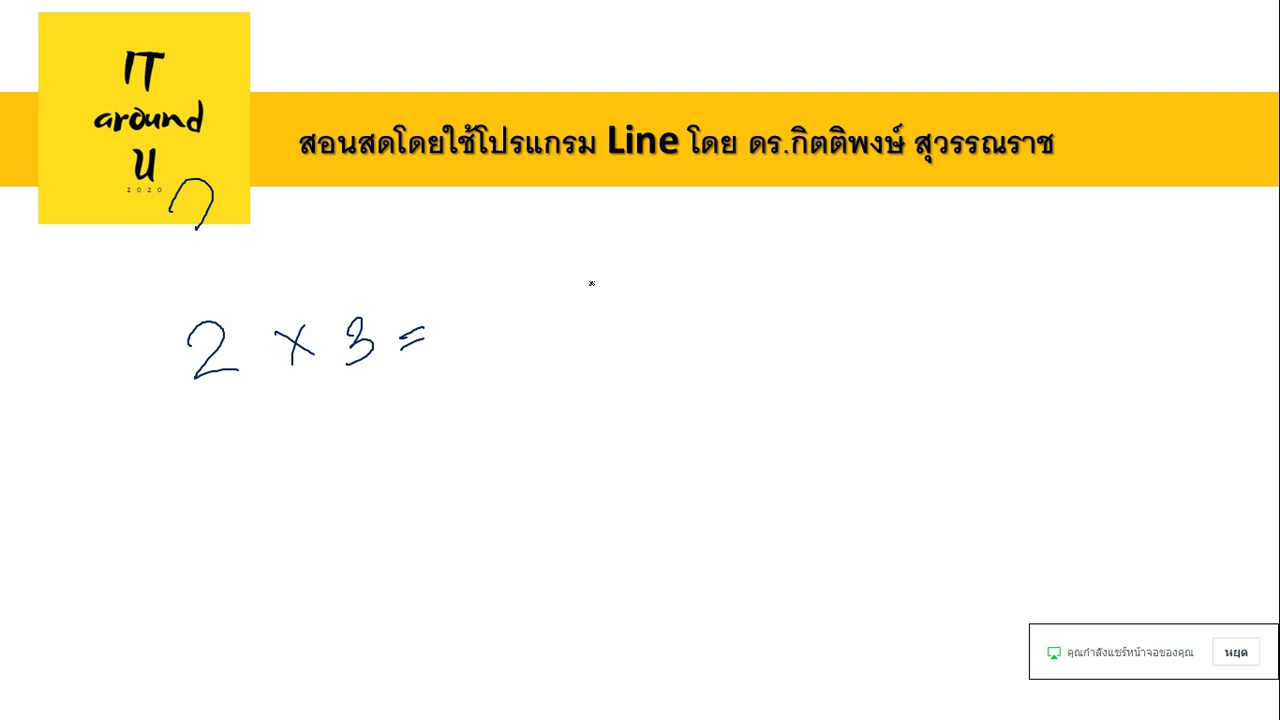 IT
around
U
2020
สอนสดโดยใช้โปรแกรม Line โดย ดร.กิตติพงษ์ สุวรรณราช
2 × 3 =
คุณกำลังแชร์หน้าจอของคุณ
หยุด